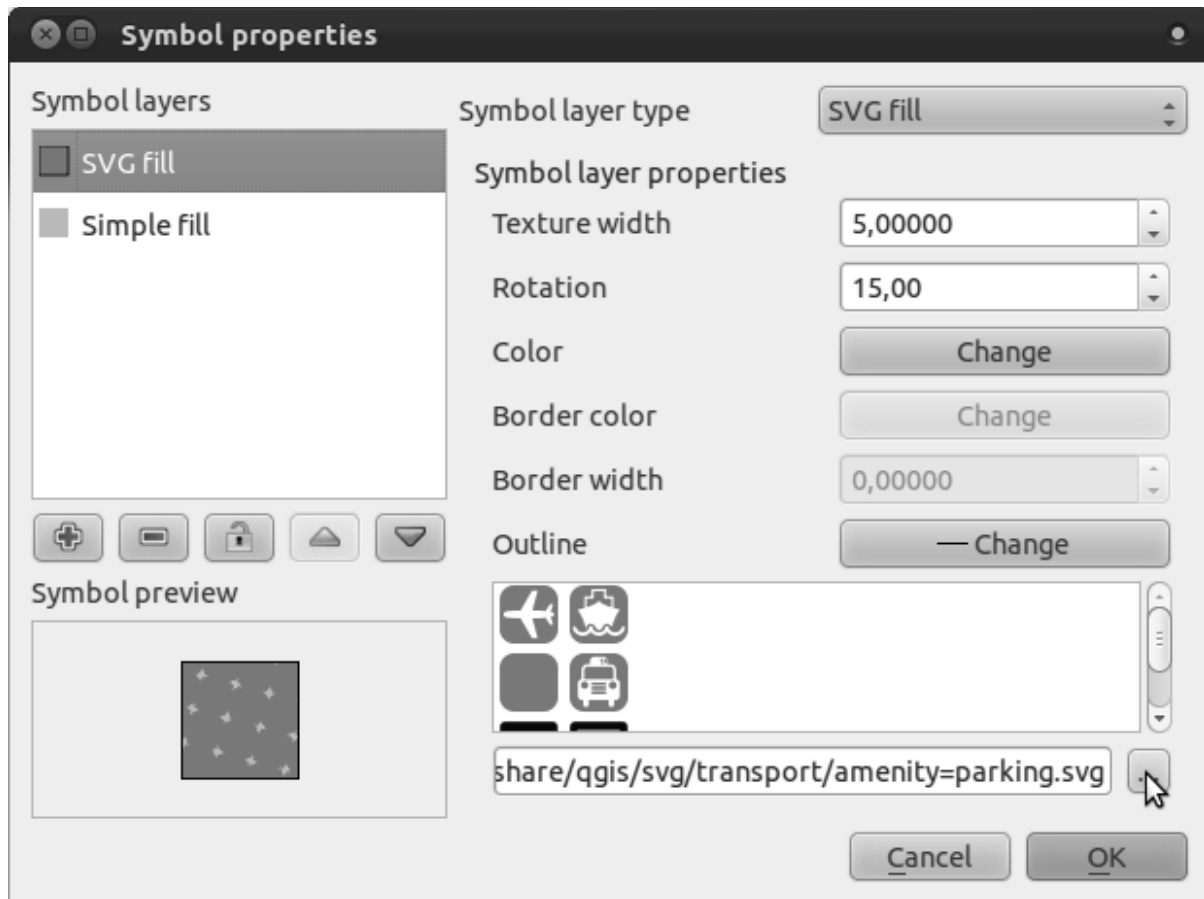 Symbol properties
Symbol layers
SVG fill
Simple fill
Symbol preview
Symbol layer type
SVG fill
Symbol layer properties
Texture width
5,00000
Rotation
15,00
Color
Change
Border color
Change
Border width
0,00000
Outline
Change
share/qgis/svg/transport/amenity=parking.svg
Cancel
OK